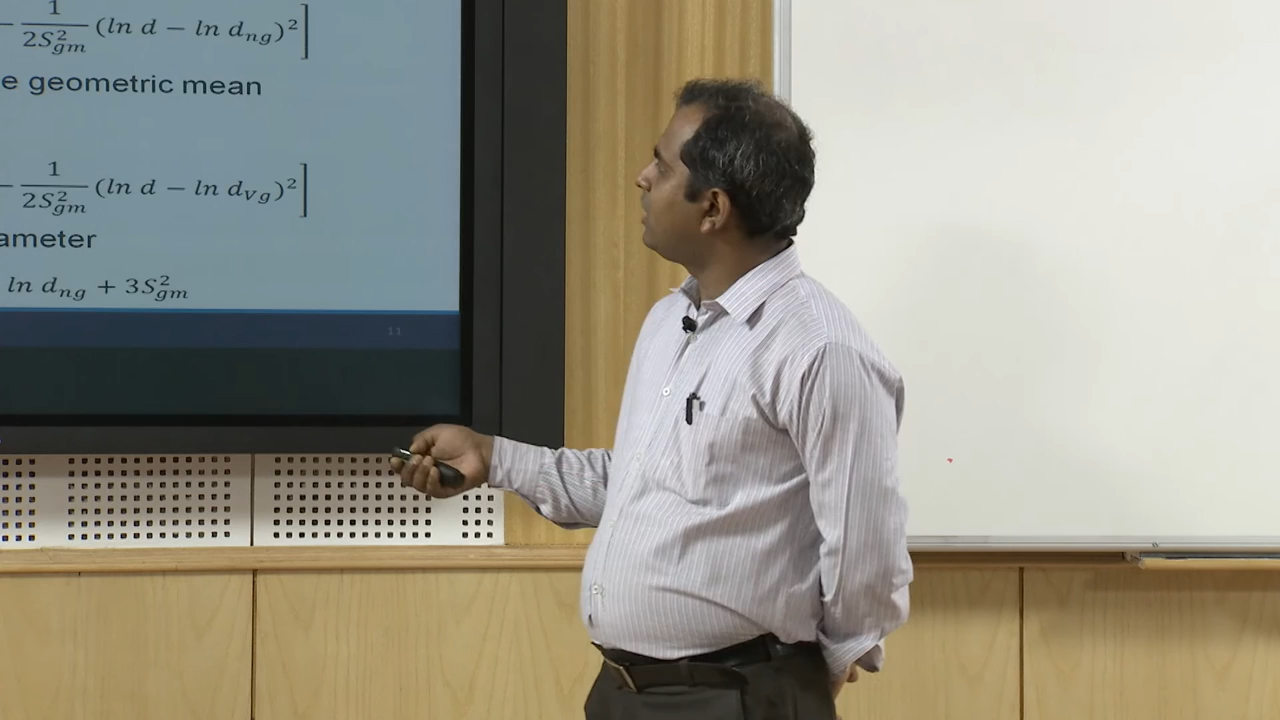 − 1/(2S²gm) (ln d − ln dng)²]
e geometric mean
− 1/(2S²gm) (ln d − ln dVg)²]
ameter
ln dng + 3S²gm
11